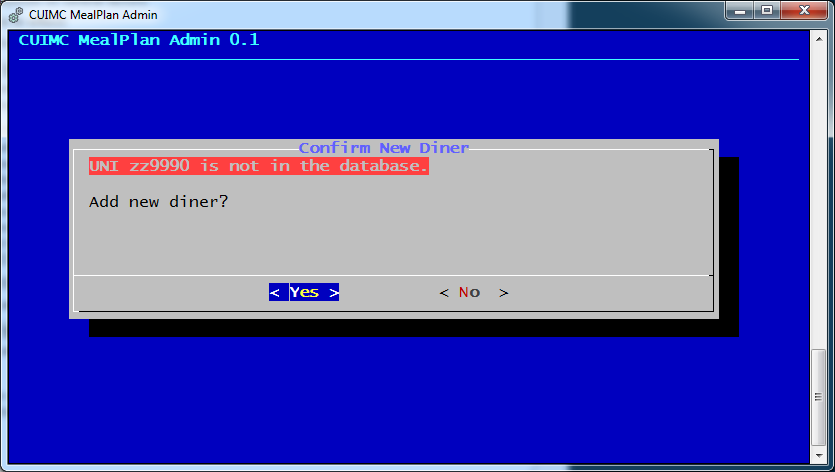 CUIMC MealPlan Admin
CUIMC MealPlan Admin 0.1
Confirm New Diner
UNI zz9990 is not in the database.
Add new diner?
< Yes > < No >